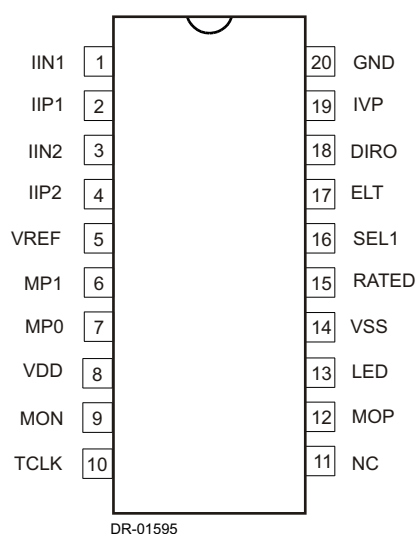 IIN1 1 20 GND
IIP1 2 19 IVP
IIN2 3 18 DIRO
IIP2 4 17 ELT
VREF 5 16 SEL1
MP1 6 15 RATED
MP0 7 14 VSS
VDD 8 13 LED
MON 9 12 MOP
TCLK 10 11 NC
DR-01595